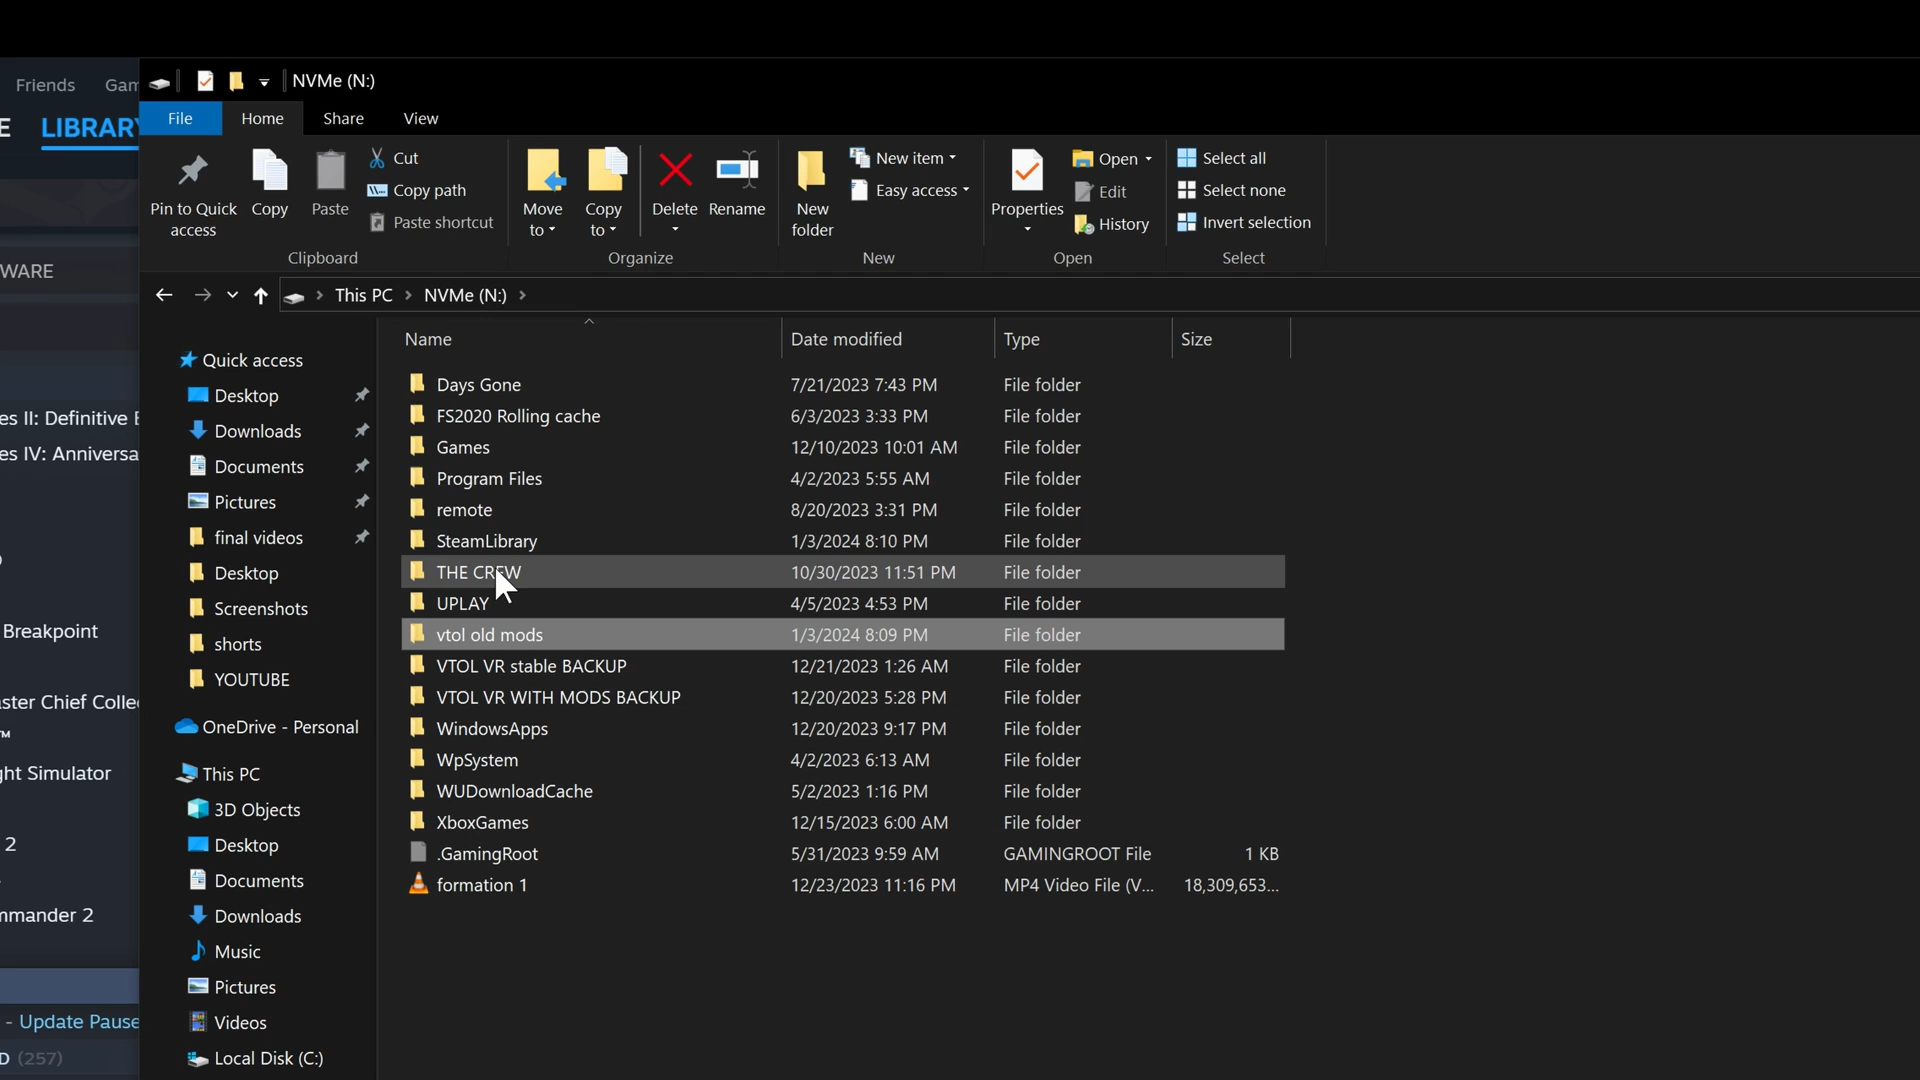 Friends Gam
NVMe (N:)
E LIBRARY
File Home Share View
Pin to Quick access
Copy
Paste
Cut
Copy path
Paste shortcut
Clipboard
Move to
Copy to
Delete
Rename
Organize
New folder
New item
Easy access
New
Properties
Open
Edit
History
Open
Select all
Select none
Invert selection
Select
WARE
This PC > NVMe (N:) >
Name Date modified Type Size
Days Gone 7/21/2023 7:43 PM File folder
FS2020 Rolling cache 6/3/2023 3:33 PM File folder
Games 12/10/2023 10:01 AM File folder
Program Files 4/2/2023 5:55 AM File folder
remote 8/20/2023 3:31 PM File folder
SteamLibrary 1/3/2024 8:10 PM File folder
THE CREW 10/30/2023 11:51 PM File folder
UPLAY 4/5/2023 4:53 PM File folder
vtol old mods 1/3/2024 8:09 PM File folder
VTOL VR stable BACKUP 12/21/2023 1:26 AM File folder
VTOL VR WITH MODS BACKUP 12/20/2023 5:28 PM File folder
WindowsApps 12/20/2023 9:17 PM File folder
WpSystem 4/2/2023 6:13 AM File folder
WUDownloadCache 5/2/2023 1:16 PM File folder
XboxGames 12/15/2023 6:00 AM File folder
.GamingRoot 5/31/2023 9:59 AM GAMINGROOT File 1 KB
formation 1 12/23/2023 11:16 PM MP4 Video File (V... 18,309,653...
Quick access
Desktop
Downloads
Documents
Pictures
final videos
Desktop
Screenshots
shorts
YOUTUBE
OneDrive - Personal
This PC
3D Objects
Desktop
Documents
Downloads
Music
Pictures
Videos
Local Disk (C:)
es II: Definitive E
es IV: Anniversa
Breakpoint
ster Chief Colle
™
ght Simulator
2
mmander 2
- Update Pause
D (257)